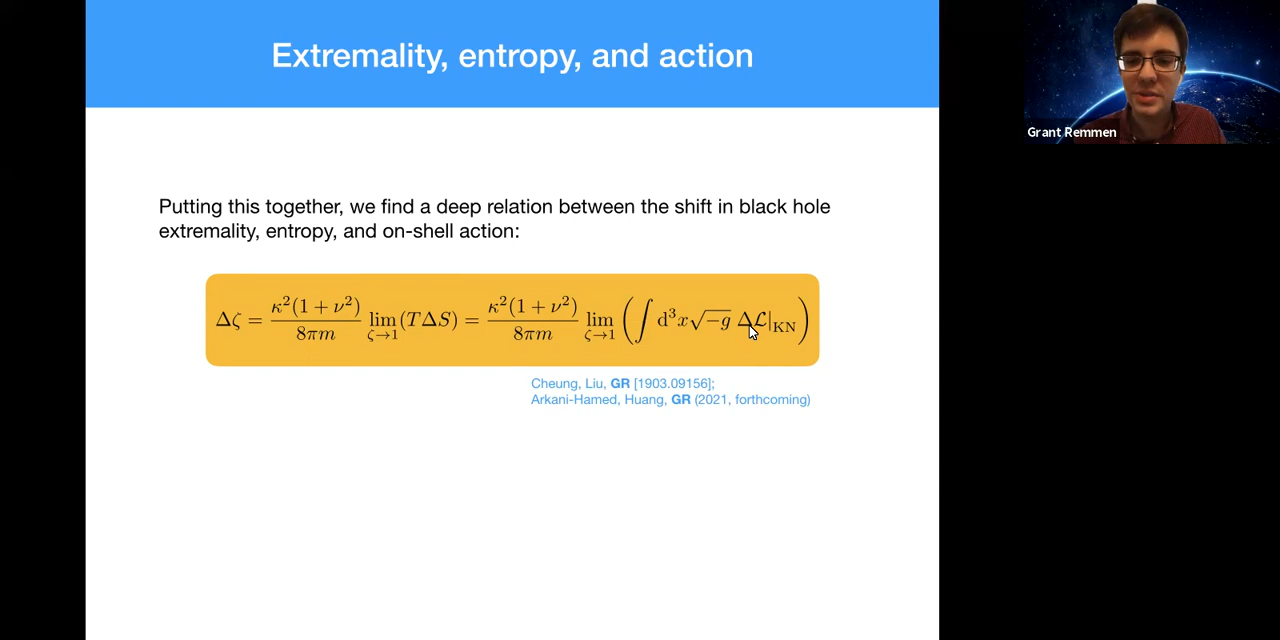 Extremality, entropy, and action
Grant Remmen
Putting this together, we find a deep relation between the shift in black hole
extremality, entropy, and on-shell action:
Δζ = κ²(1 + ν²)/8πm lim_{ζ→1}(TΔS) = κ²(1 + ν²)/8πm lim_{ζ→1} (∫ d³x√−g Δℒ|_KN)
Cheung, Liu, GR [1903.09156];
Arkani-Hamed, Huang, GR (2021, forthcoming)